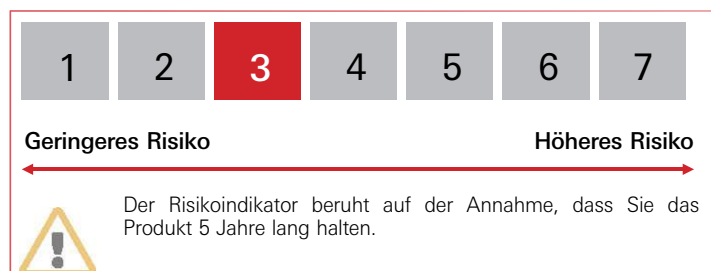 1 2 3 4 5 6 7
Geringeres Risiko Höheres Risiko
Der Risikoindikator beruht auf der Annahme, dass Sie das
Produkt 5 Jahre lang halten.